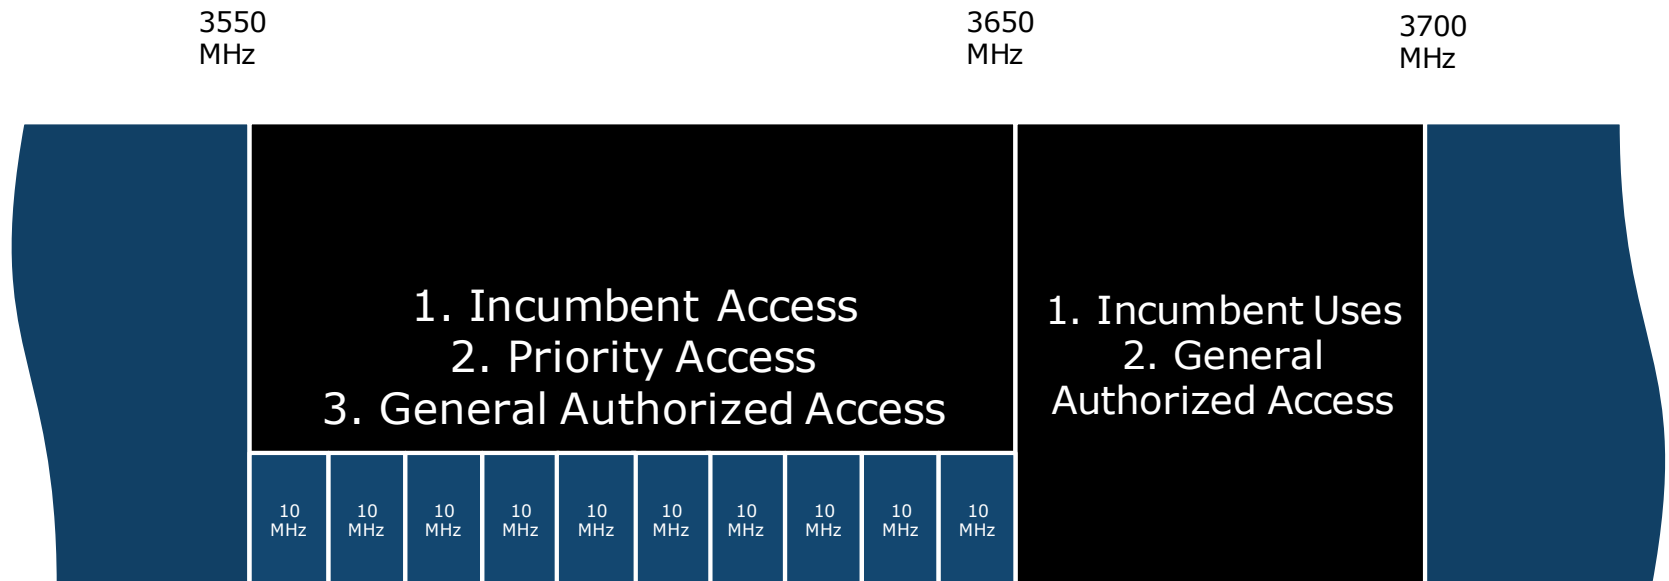 3550
MHz
3650
MHz
3700
MHz
1. Incumbent Access
2. Priority Access
3. General Authorized Access
1. Incumbent Uses
2. General
Authorized Access
10
MHz
10
MHz
10
MHz
10
MHz
10
MHz
10
MHz
10
MHz
10
MHz
10
MHz
10
MHz